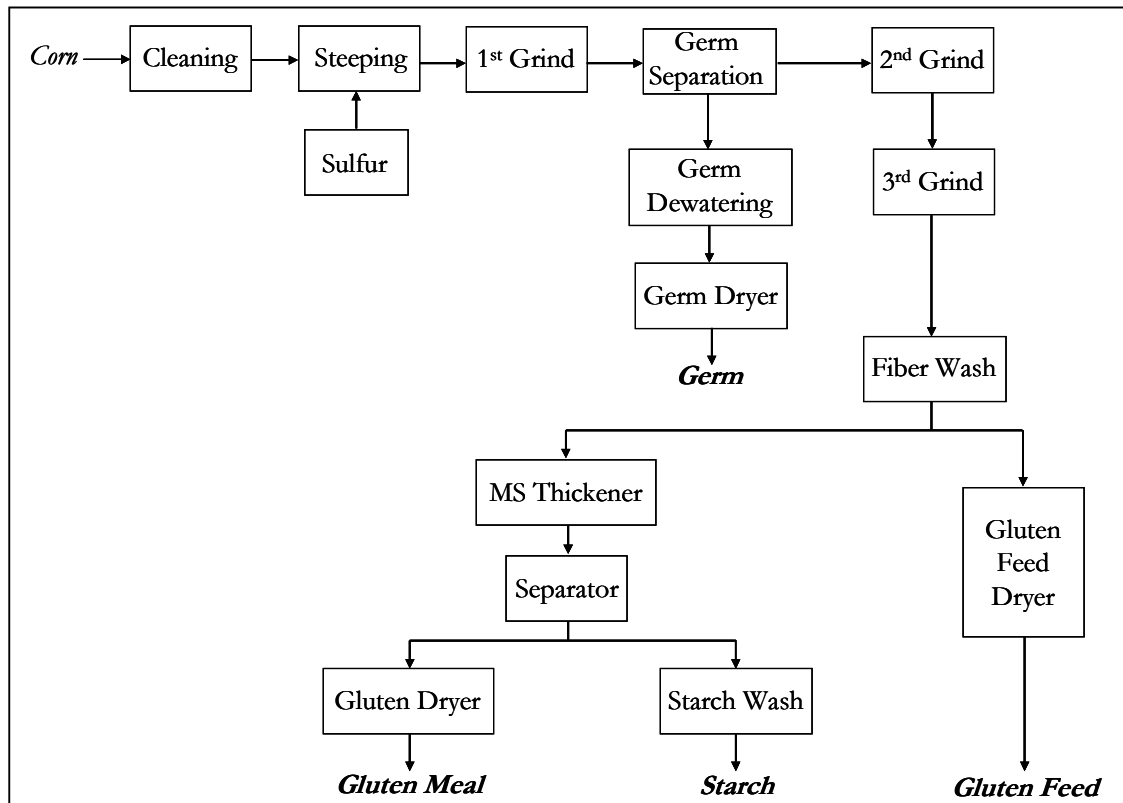 Corn
Cleaning
Steeping
1st Grind
Germ
Separation
2nd Grind
Sulfur
Germ
Dewatering
3rd Grind
Germ Dryer
Germ
Fiber Wash
MS Thickener
Gluten
Feed
Dryer
Separator
Gluten Dryer
Starch Wash
Gluten Meal
Starch
Gluten Feed